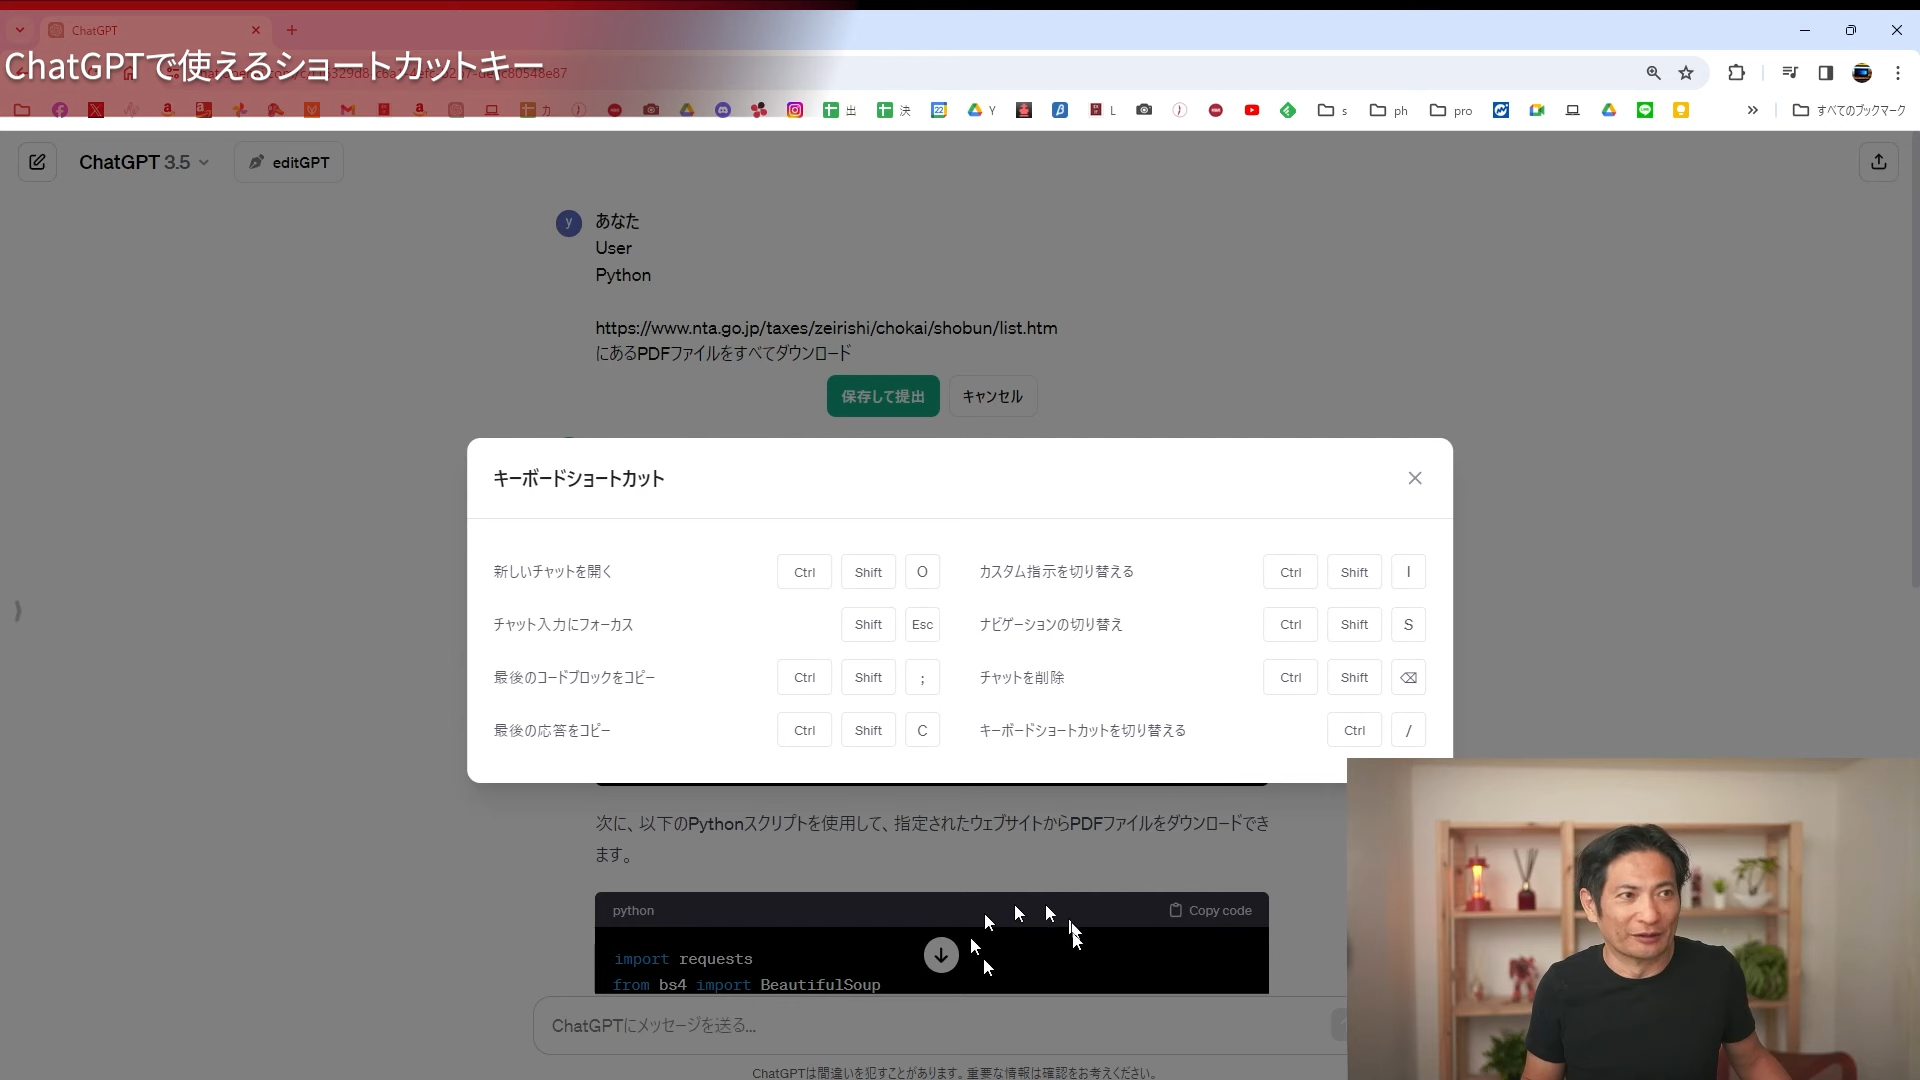 ChatGPT
ChatGPTで使えるショートカットキー
カ
出
決
22
Y
L
s
ph
pro
すべてのブックマーク
ChatGPT 3.5
editGPT
y
あなた
User
Python
https://www.nta.go.jp/taxes/zeirishi/chokai/shobun/list.htm
にあるPDFファイルをすべてダウンロード
保存して提出
キャンセル
キーボードショートカット
新しいチャットを開く Ctrl Shift O
カスタム指示を切り替える Ctrl Shift I
チャット入力にフォーカス Shift Esc
ナビゲーションの切り替え Ctrl Shift S
最後のコードブロックをコピー Ctrl Shift ;
チャットを削除 Ctrl Shift ⌫
最後の応答をコピー Ctrl Shift C
キーボードショートカットを切り替える Ctrl /
次に、以下のPythonスクリプトを使用して、指定されたウェブサイトからPDFファイルをダウンロードでき
ます。
python
Copy code
import requests
from bs4 import BeautifulSoup
ChatGPTにメッセージを送る...
ChatGPTは間違いを犯すことがあります。重要な情報は確認をお考えください。